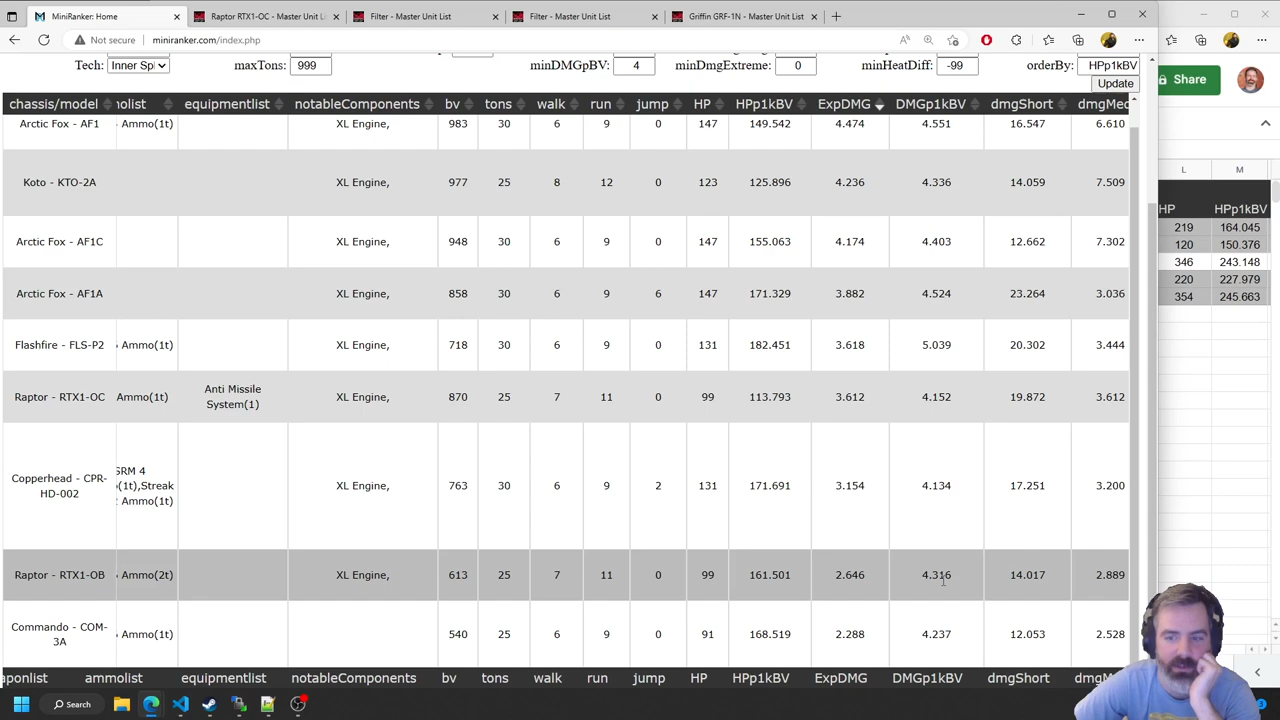 MiniRanker: Home
Raptor RTX1-OC - Master Unit Li
Filter - Master Unit List
Filter - Master Unit List
Griffin GRF-1N - Master Unit List
Not secure
miniranker.com/index.php
Tech: Inner Sp maxTons: 999 minDMGpBV: 4 minDmgExtreme: 0 minHeatDiff: -99 orderBy: HPp1kBV
Update
Share
chassis/model nolist equipmentlist notableComponents bv tons walk run jump HP HPp1kBV ExpDMG DMGp1kBV dmgShort dmgMed
Arctic Fox - AF1 Ammo(1t) XL Engine, 983 30 6 9 0 147 149.542 4.474 4.551 16.547 6.610
Koto - KTO-2A XL Engine, 977 25 8 12 0 123 125.896 4.236 4.336 14.059 7.509
Arctic Fox - AF1C XL Engine, 948 30 6 9 0 147 155.063 4.174 4.403 12.662 7.302
Arctic Fox - AF1A XL Engine, 858 30 6 9 6 147 171.329 3.882 4.524 23.264 3.036
Flashfire - FLS-P2 Ammo(1t) XL Engine, 718 30 6 9 0 131 182.451 3.618 5.039 20.302 3.444
Raptor - RTX1-OC Ammo(1t) Anti Missile System(1) XL Engine, 870 25 7 11 0 99 113.793 3.612 4.152 19.872 3.612
Copperhead - CPR-HD-002 SRM 4 (1t),Streak Ammo(1t) XL Engine, 763 30 6 9 2 131 171.691 3.154 4.134 17.251 3.200
Raptor - RTX1-OB Ammo(2t) XL Engine, 613 25 7 11 0 99 161.501 2.646 4.316 14.017 2.889
Commando - COM-3A Ammo(1t) 540 25 6 9 0 91 168.519 2.288 4.237 12.053 2.528
aponlist ammolist equipmentlist notableComponents bv tons walk run jump HP HPp1kBV ExpDMG DMGp1kBV dmgShort dmgMed
L M
HP HPp1kBV
219 164.045
120 150.376
346 243.148
220 227.979
354 245.663
Search